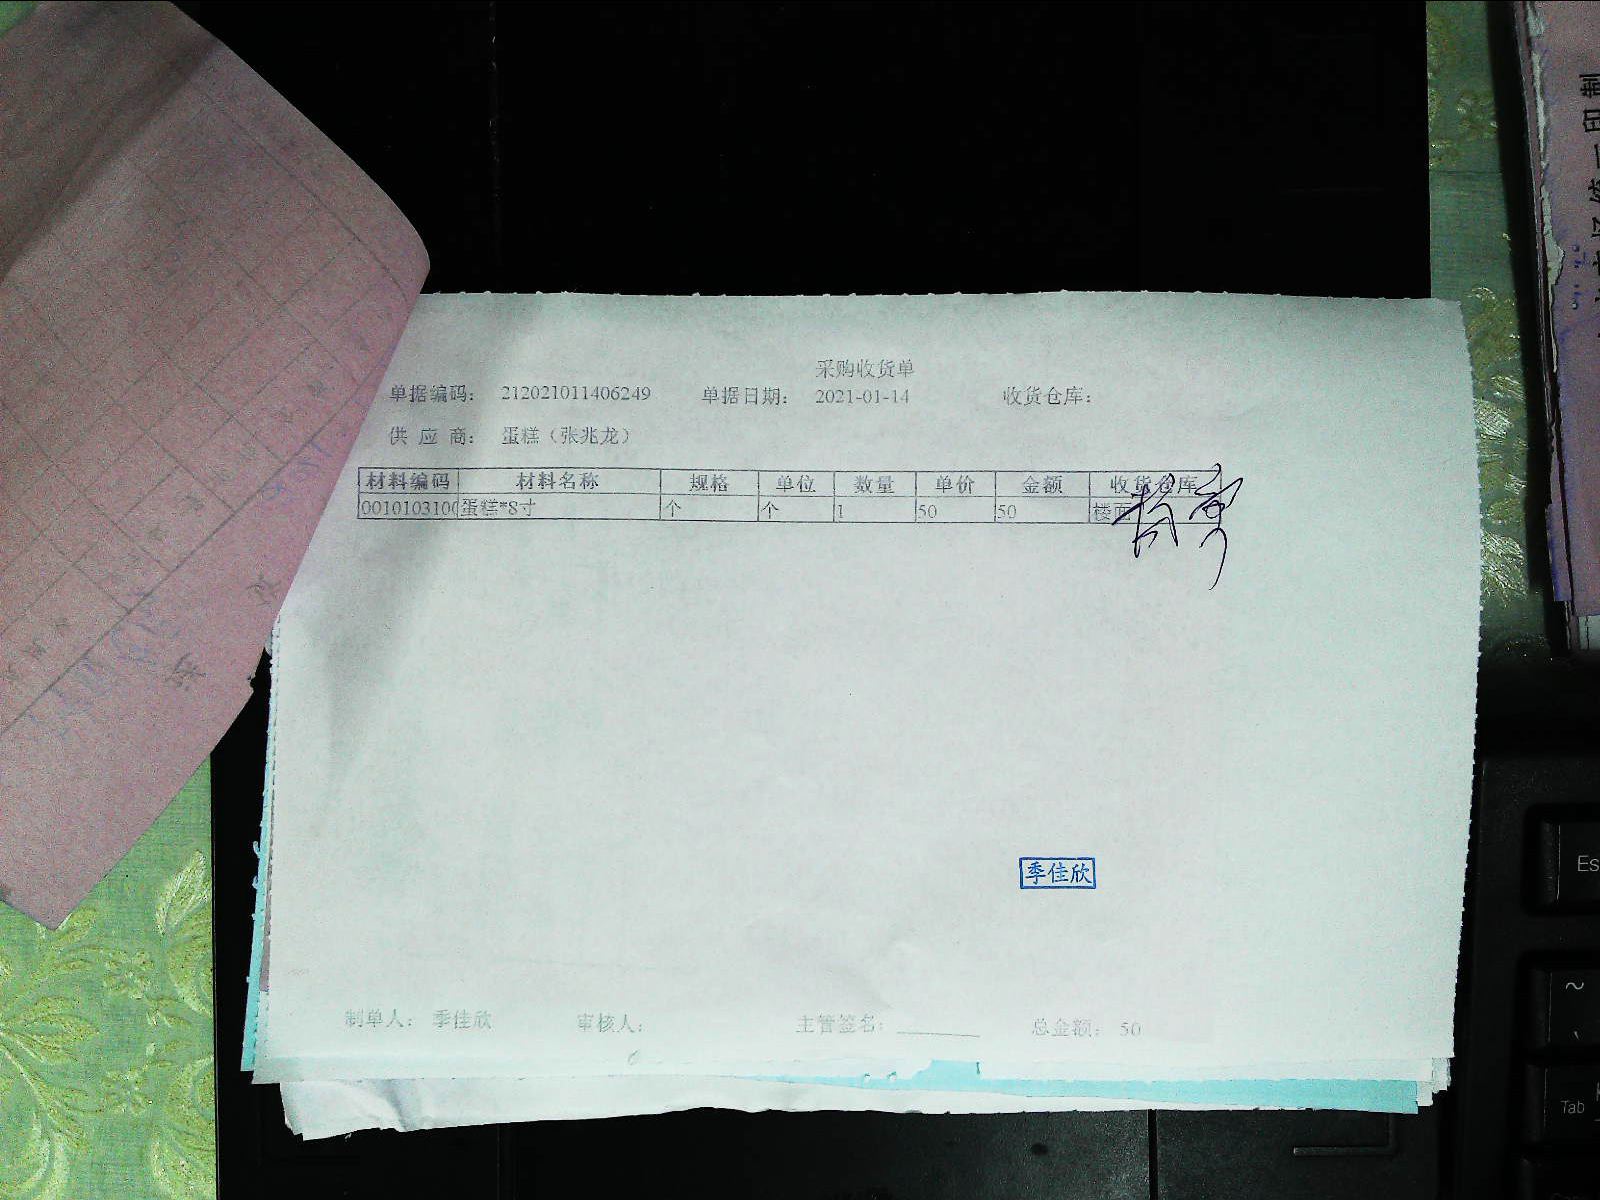 采购收货单
单据编码： 212021011406249 单据日期： 2021-01-14 收货仓库：
供 应 商： 蛋糕（张兆龙）
材料编码 材料名称 规格 单位 数量 单价 金额 收货仓库
0010103100 蛋糕*8寸 个 个 1 50 50 楼面
季佳欣
制单人： 季佳欣 审核人： 主管签名： 总金额： 50
Es
~
Tab